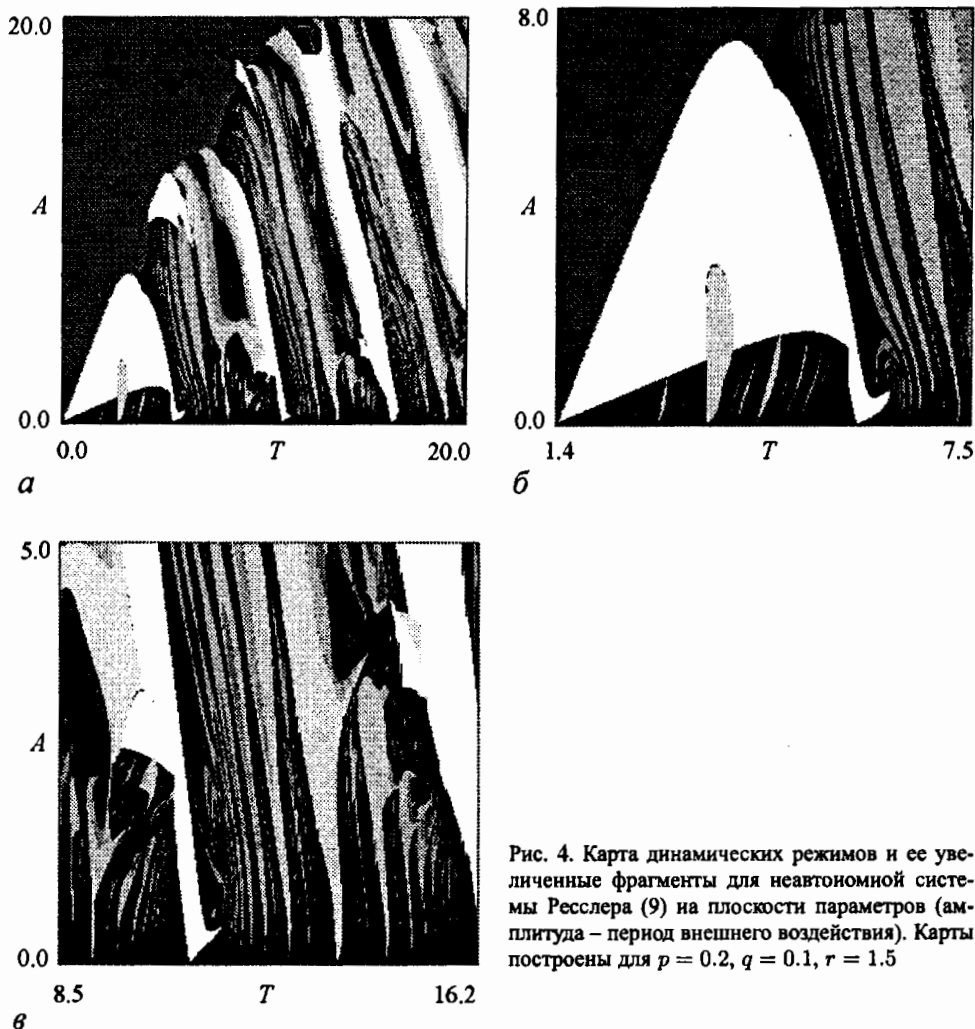 20.0
A
0.0
0.0 T 20.0
а
8.0
A
0.0
1.4 T 7.5
б
5.0
A
0.0
8.5 T 16.2
в
Рис. 4. Карта динамических режимов и ее уве-
личенные фрагменты для неавтономной систе-
мы Ресслера (9) на плоскости параметров (ам-
плитуда – период внешнего воздействия). Карты
построены для p = 0.2, q = 0.1, r = 1.5